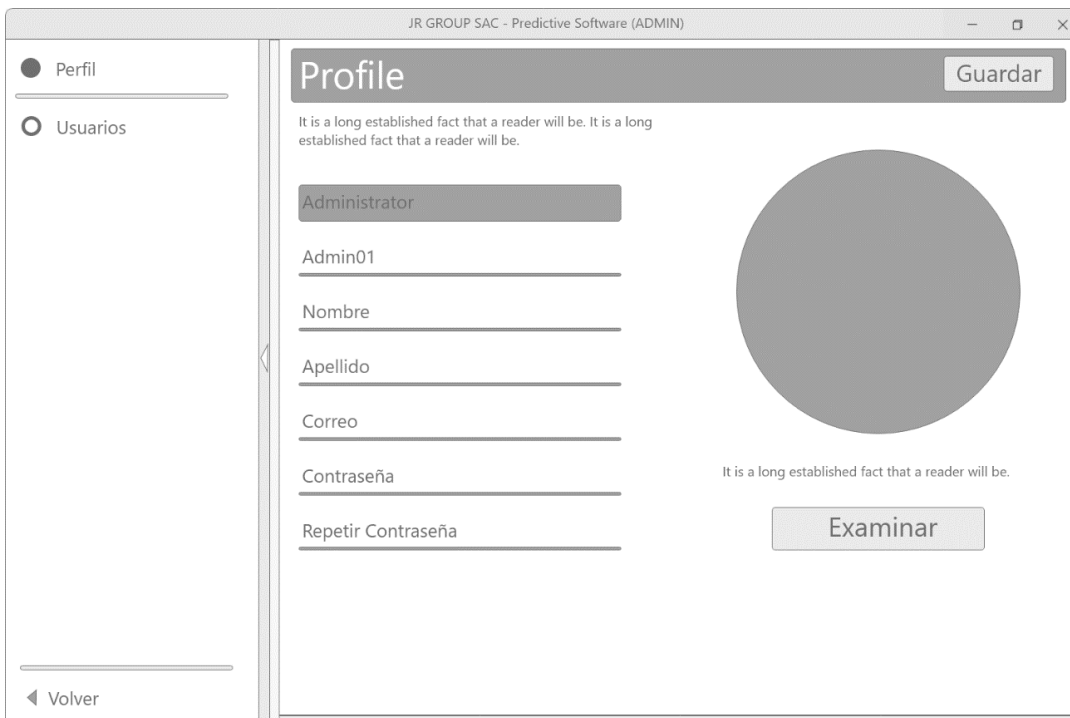 JR GROUP SAC - Predictive Software (ADMIN)
Perfil
Usuarios
Volver
Profile
Guardar
It is a long established fact that a reader will be. It is a long
established fact that a reader will be.
Administrator
Admin01
Nombre
Apellido
Correo
Contraseña
Repetir Contraseña
It is a long established fact that a reader will be.
Examinar